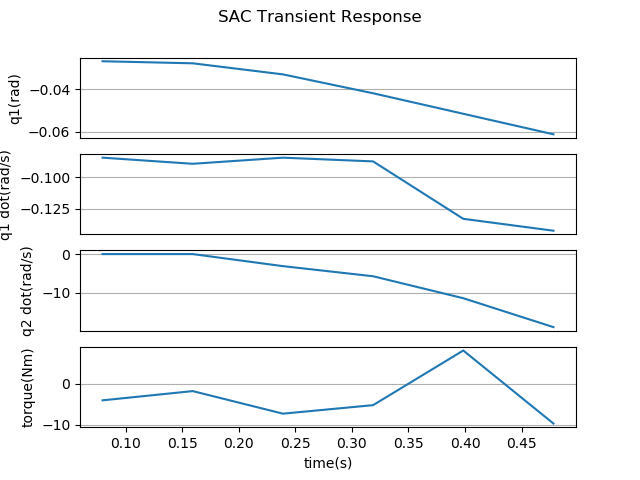 SAC Transient Response
q1(rad)
−0.04
−0.06
q1 dot(rad/s)
−0.100
−0.125
q2 dot(rad/s)
0
−10
torque(Nm)
0
−10
0.10 0.15 0.20 0.25 0.30 0.35 0.40 0.45
time(s)